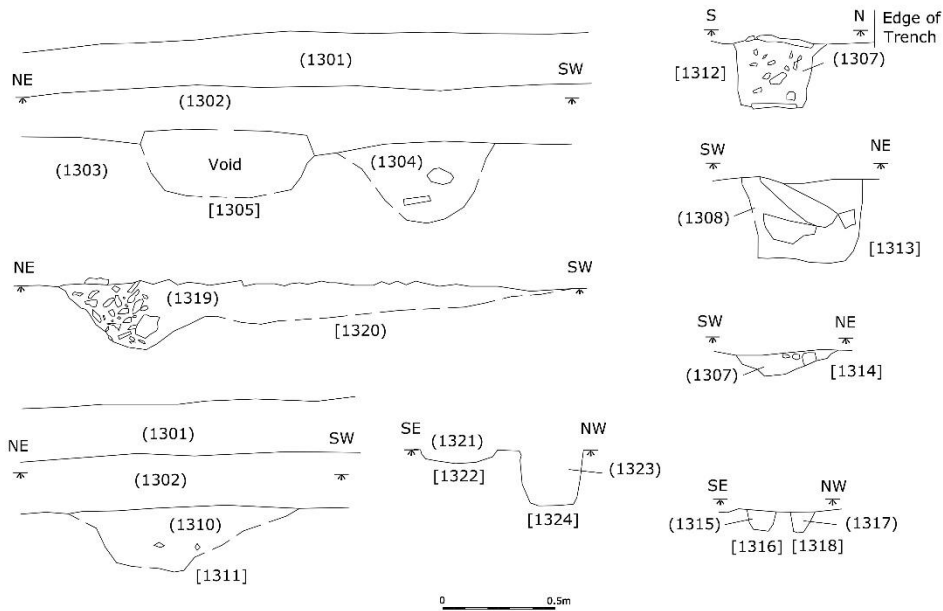 (1301)
NE
SW
(1302)
(1303)
Void
(1304)
[1305]
NE
SW
(1319)
[1320]
(1301)
NE
SW
(1302)
(1310)
[1311]
SE
(1321)
NW
[1322]
(1323)
[1324]
S
N
Edge of
Trench
[1312]
(1307)
SW
NE
(1308)
[1313]
SW
NE
(1307)
[1314]
SE
NW
(1315)
(1317)
[1316]
[1318]
0
0.5m